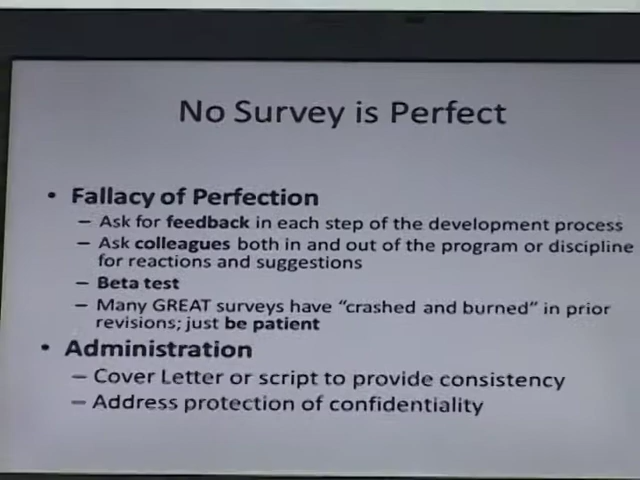 No Survey is Perfect
• Fallacy of Perfection
– Ask for feedback in each step of the development process
– Ask colleagues both in and out of the program or discipline
for reactions and suggestions
– Beta test
– Many GREAT surveys have “crashed and burned” in prior
revisions; just be patient
• Administration
– Cover Letter or script to provide consistency
– Address protection of confidentiality